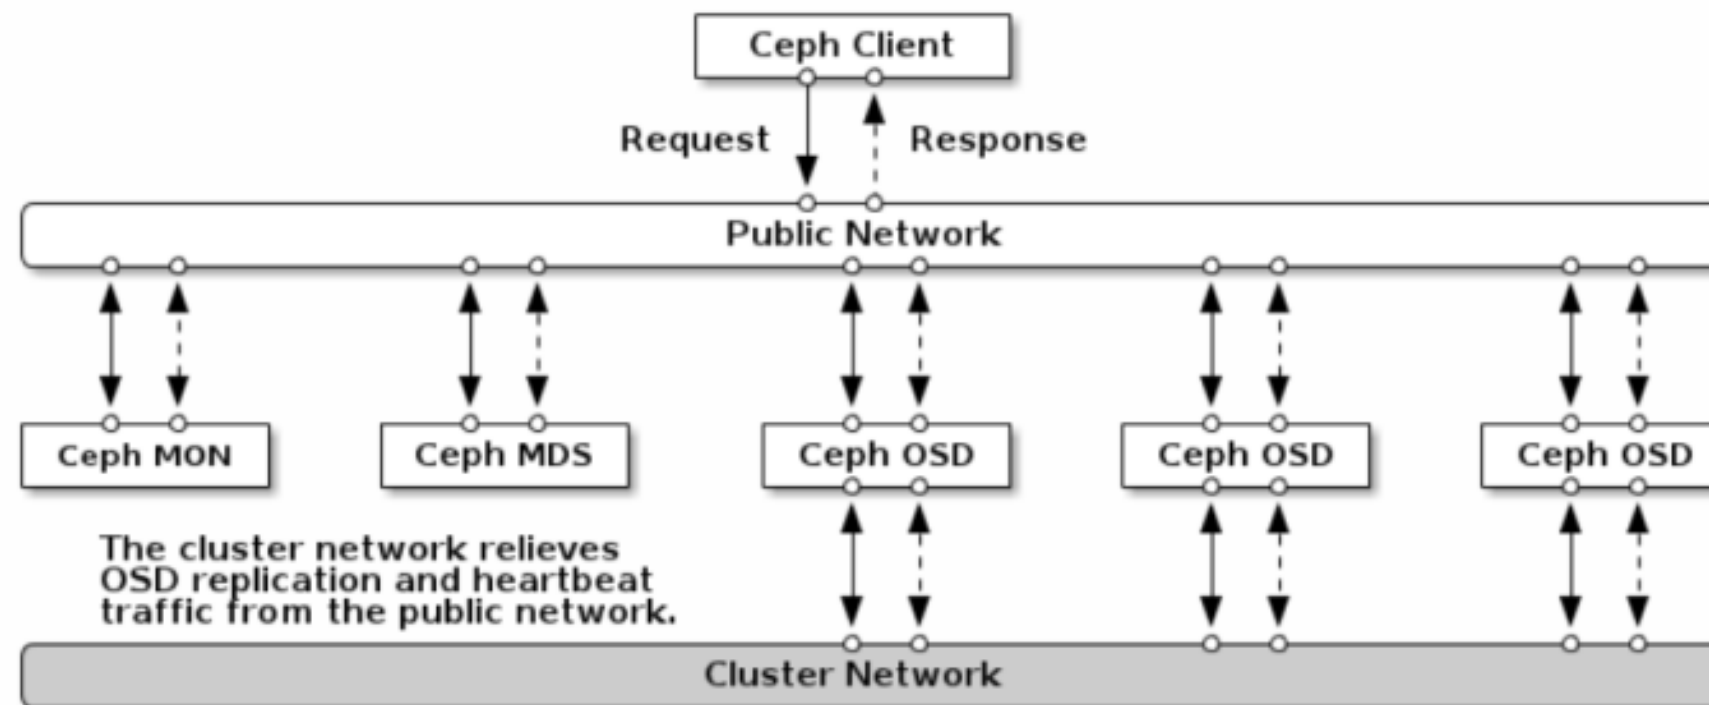 Ceph Client
Request
Response
Public Network
Ceph MON
Ceph MDS
Ceph OSD
Ceph OSD
Ceph OSD
The cluster network relieves
OSD replication and heartbeat
traffic from the public network.
Cluster Network